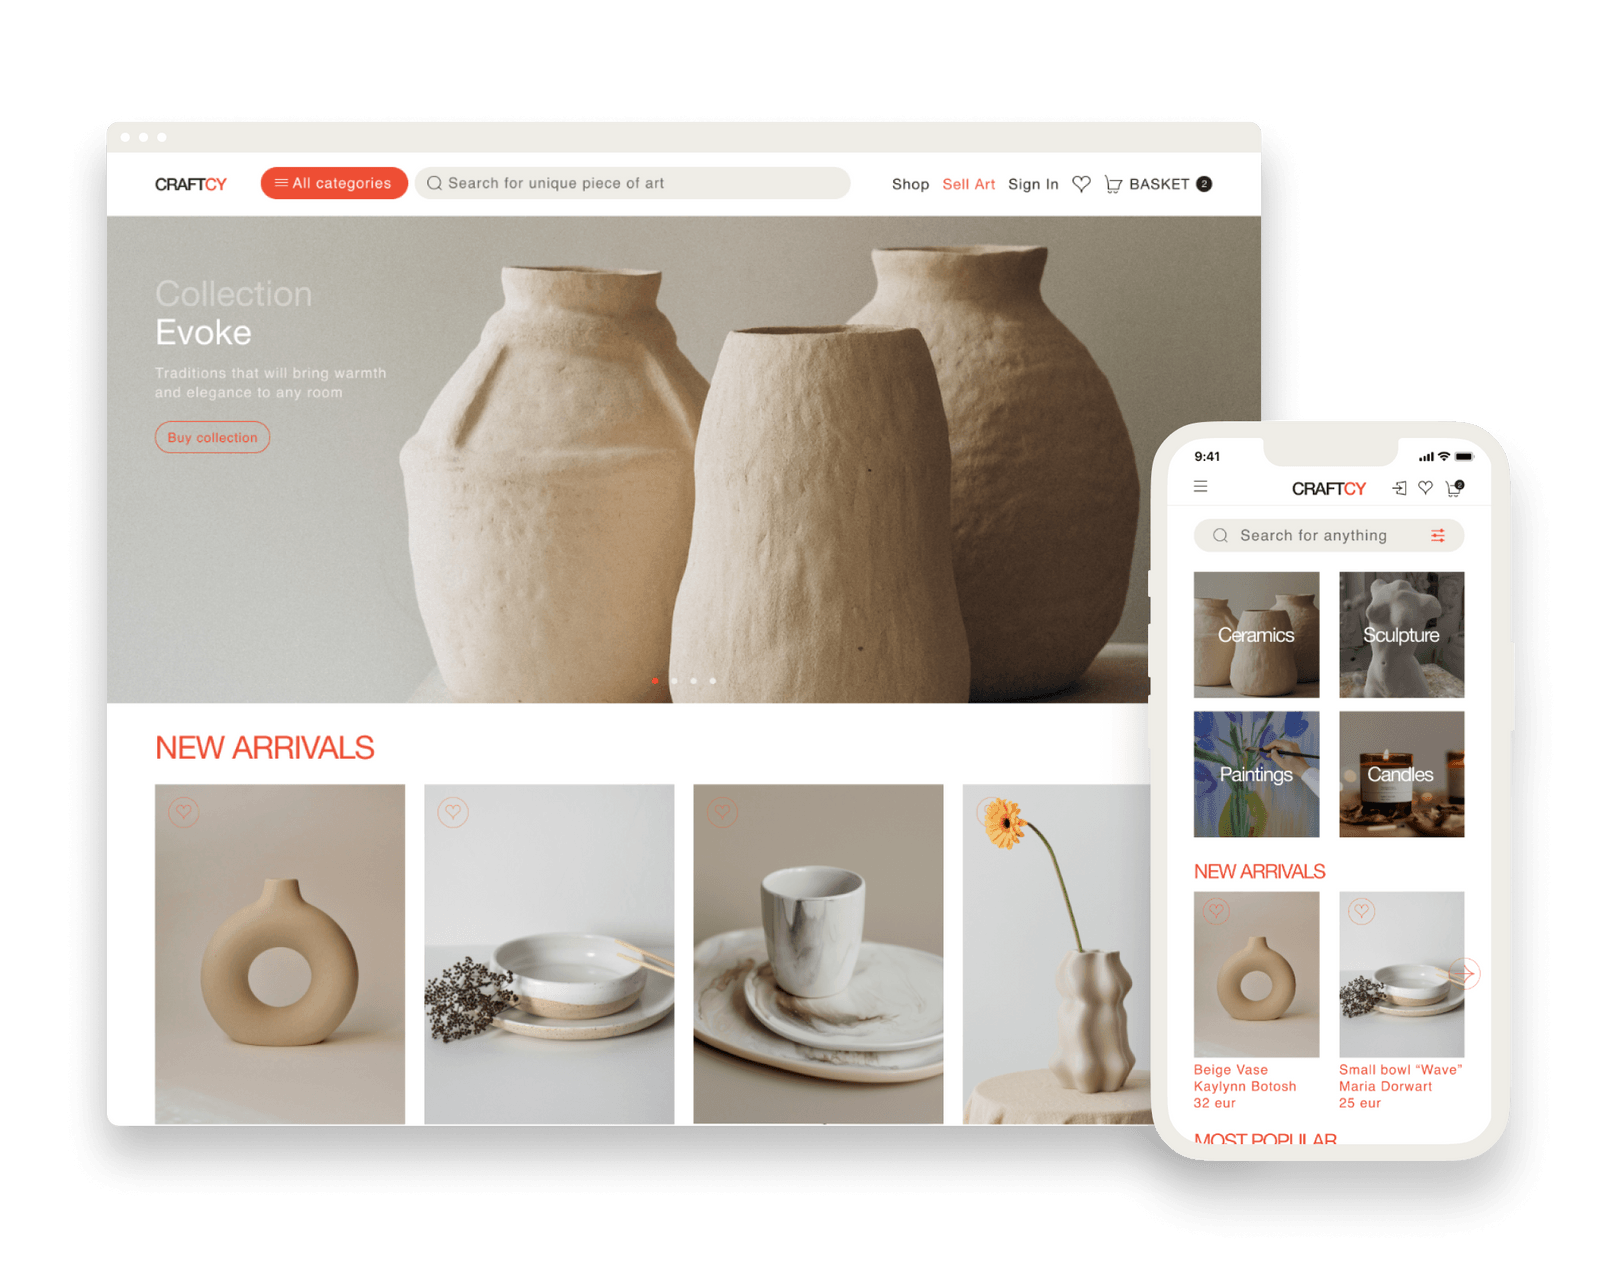 CRAFTCY
All categories
Search for unique piece of art
Shop
Sell Art
Sign In
BASKET 2
Collection
Evoke
Traditions that will bring warmth
and elegance to any room
Buy collection
NEW ARRIVALS
9:41
CRAFTCY
2
Search for anything
Ceramics
Sculpture
Paintings
Candles
NEW ARRIVALS
Beige Vase
Kaylynn Botosh
32 eur
Small bowl “Wave”
Maria Dorwart
25 eur
MOST POPULAR